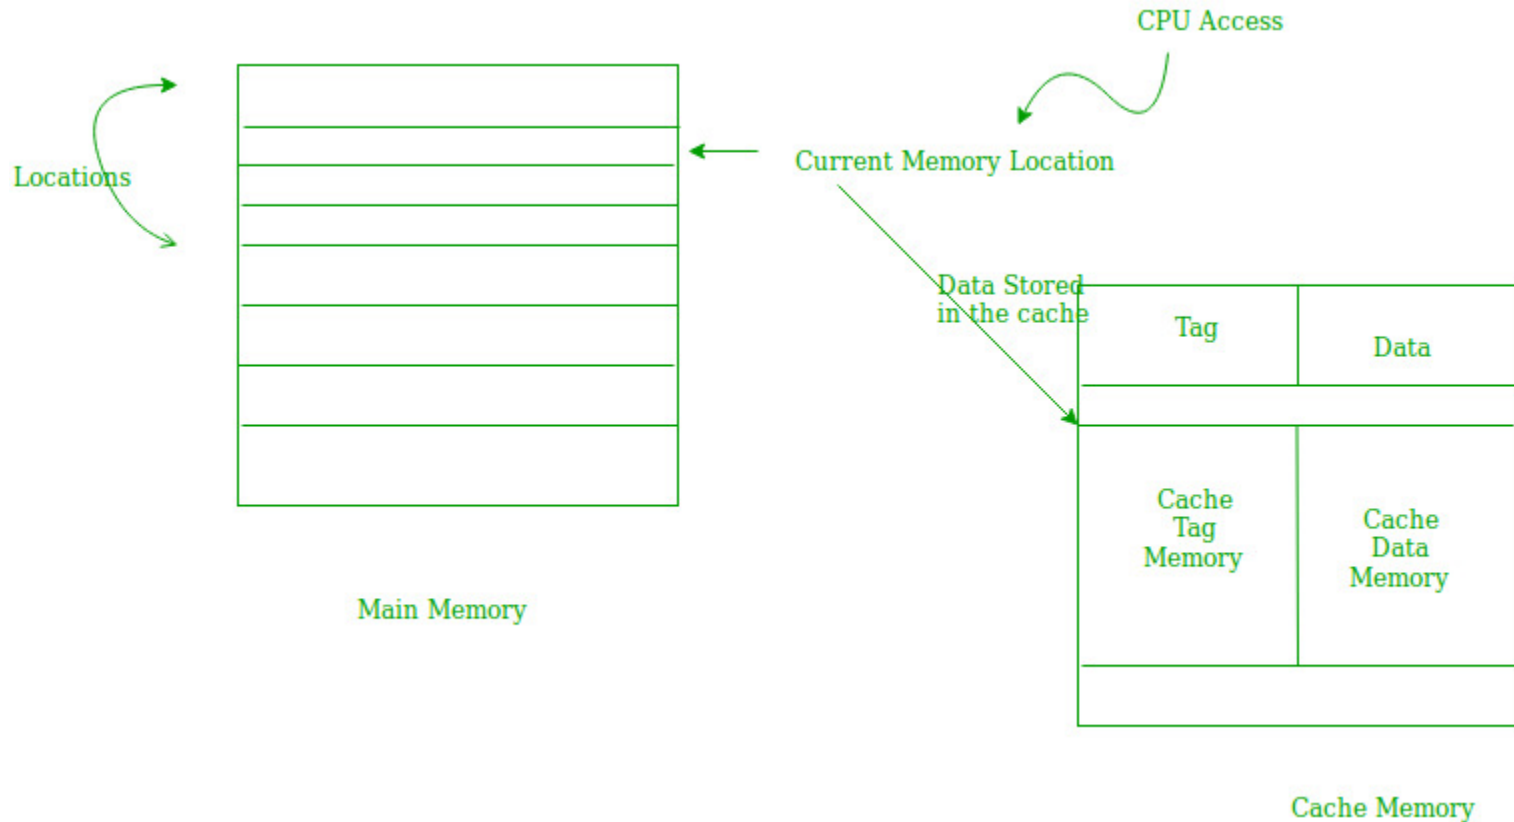 CPU Access
Locations
Current Memory Location
Data Stored
in the cache
Tag
Data
Cache
Tag
Memory
Cache
Data
Memory
Main Memory
Cache Memory